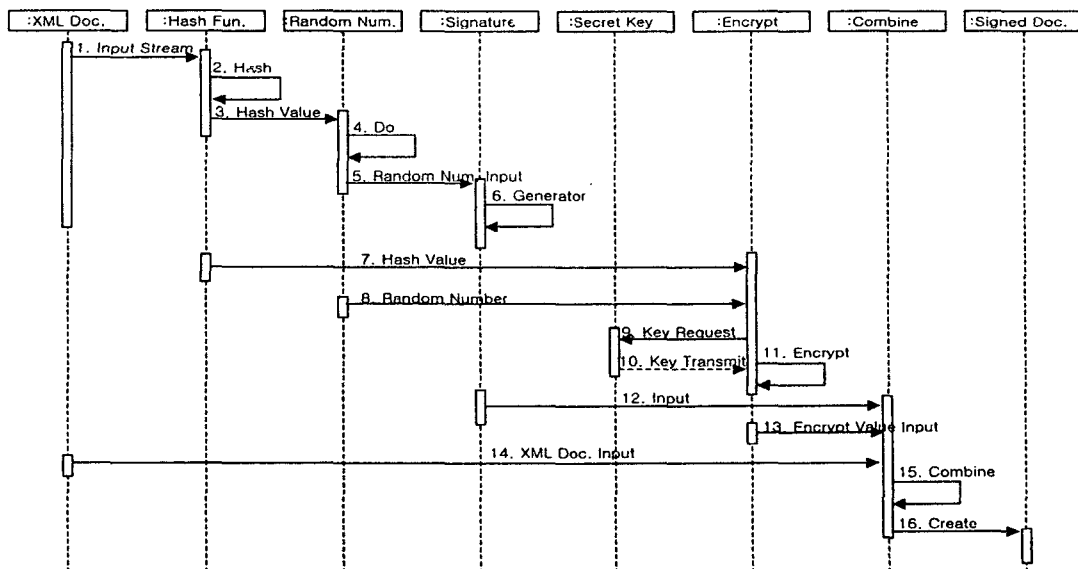 :XML Doc.
:Hash Fun.
:Random Num.
:Signature
:Secret Key
:Encrypt
:Combine
:Signed Doc.
1. Input Stream
2. Hash
3. Hash Value
4. Do
5. Random Num. Input
6. Generator
7. Hash Value
8. Random Number
9. Key Request
10. Key Transmit
11. Encrypt
12. Input
13. Encrypt Value Input
14. XML Doc. Input
15. Combine
16. Create